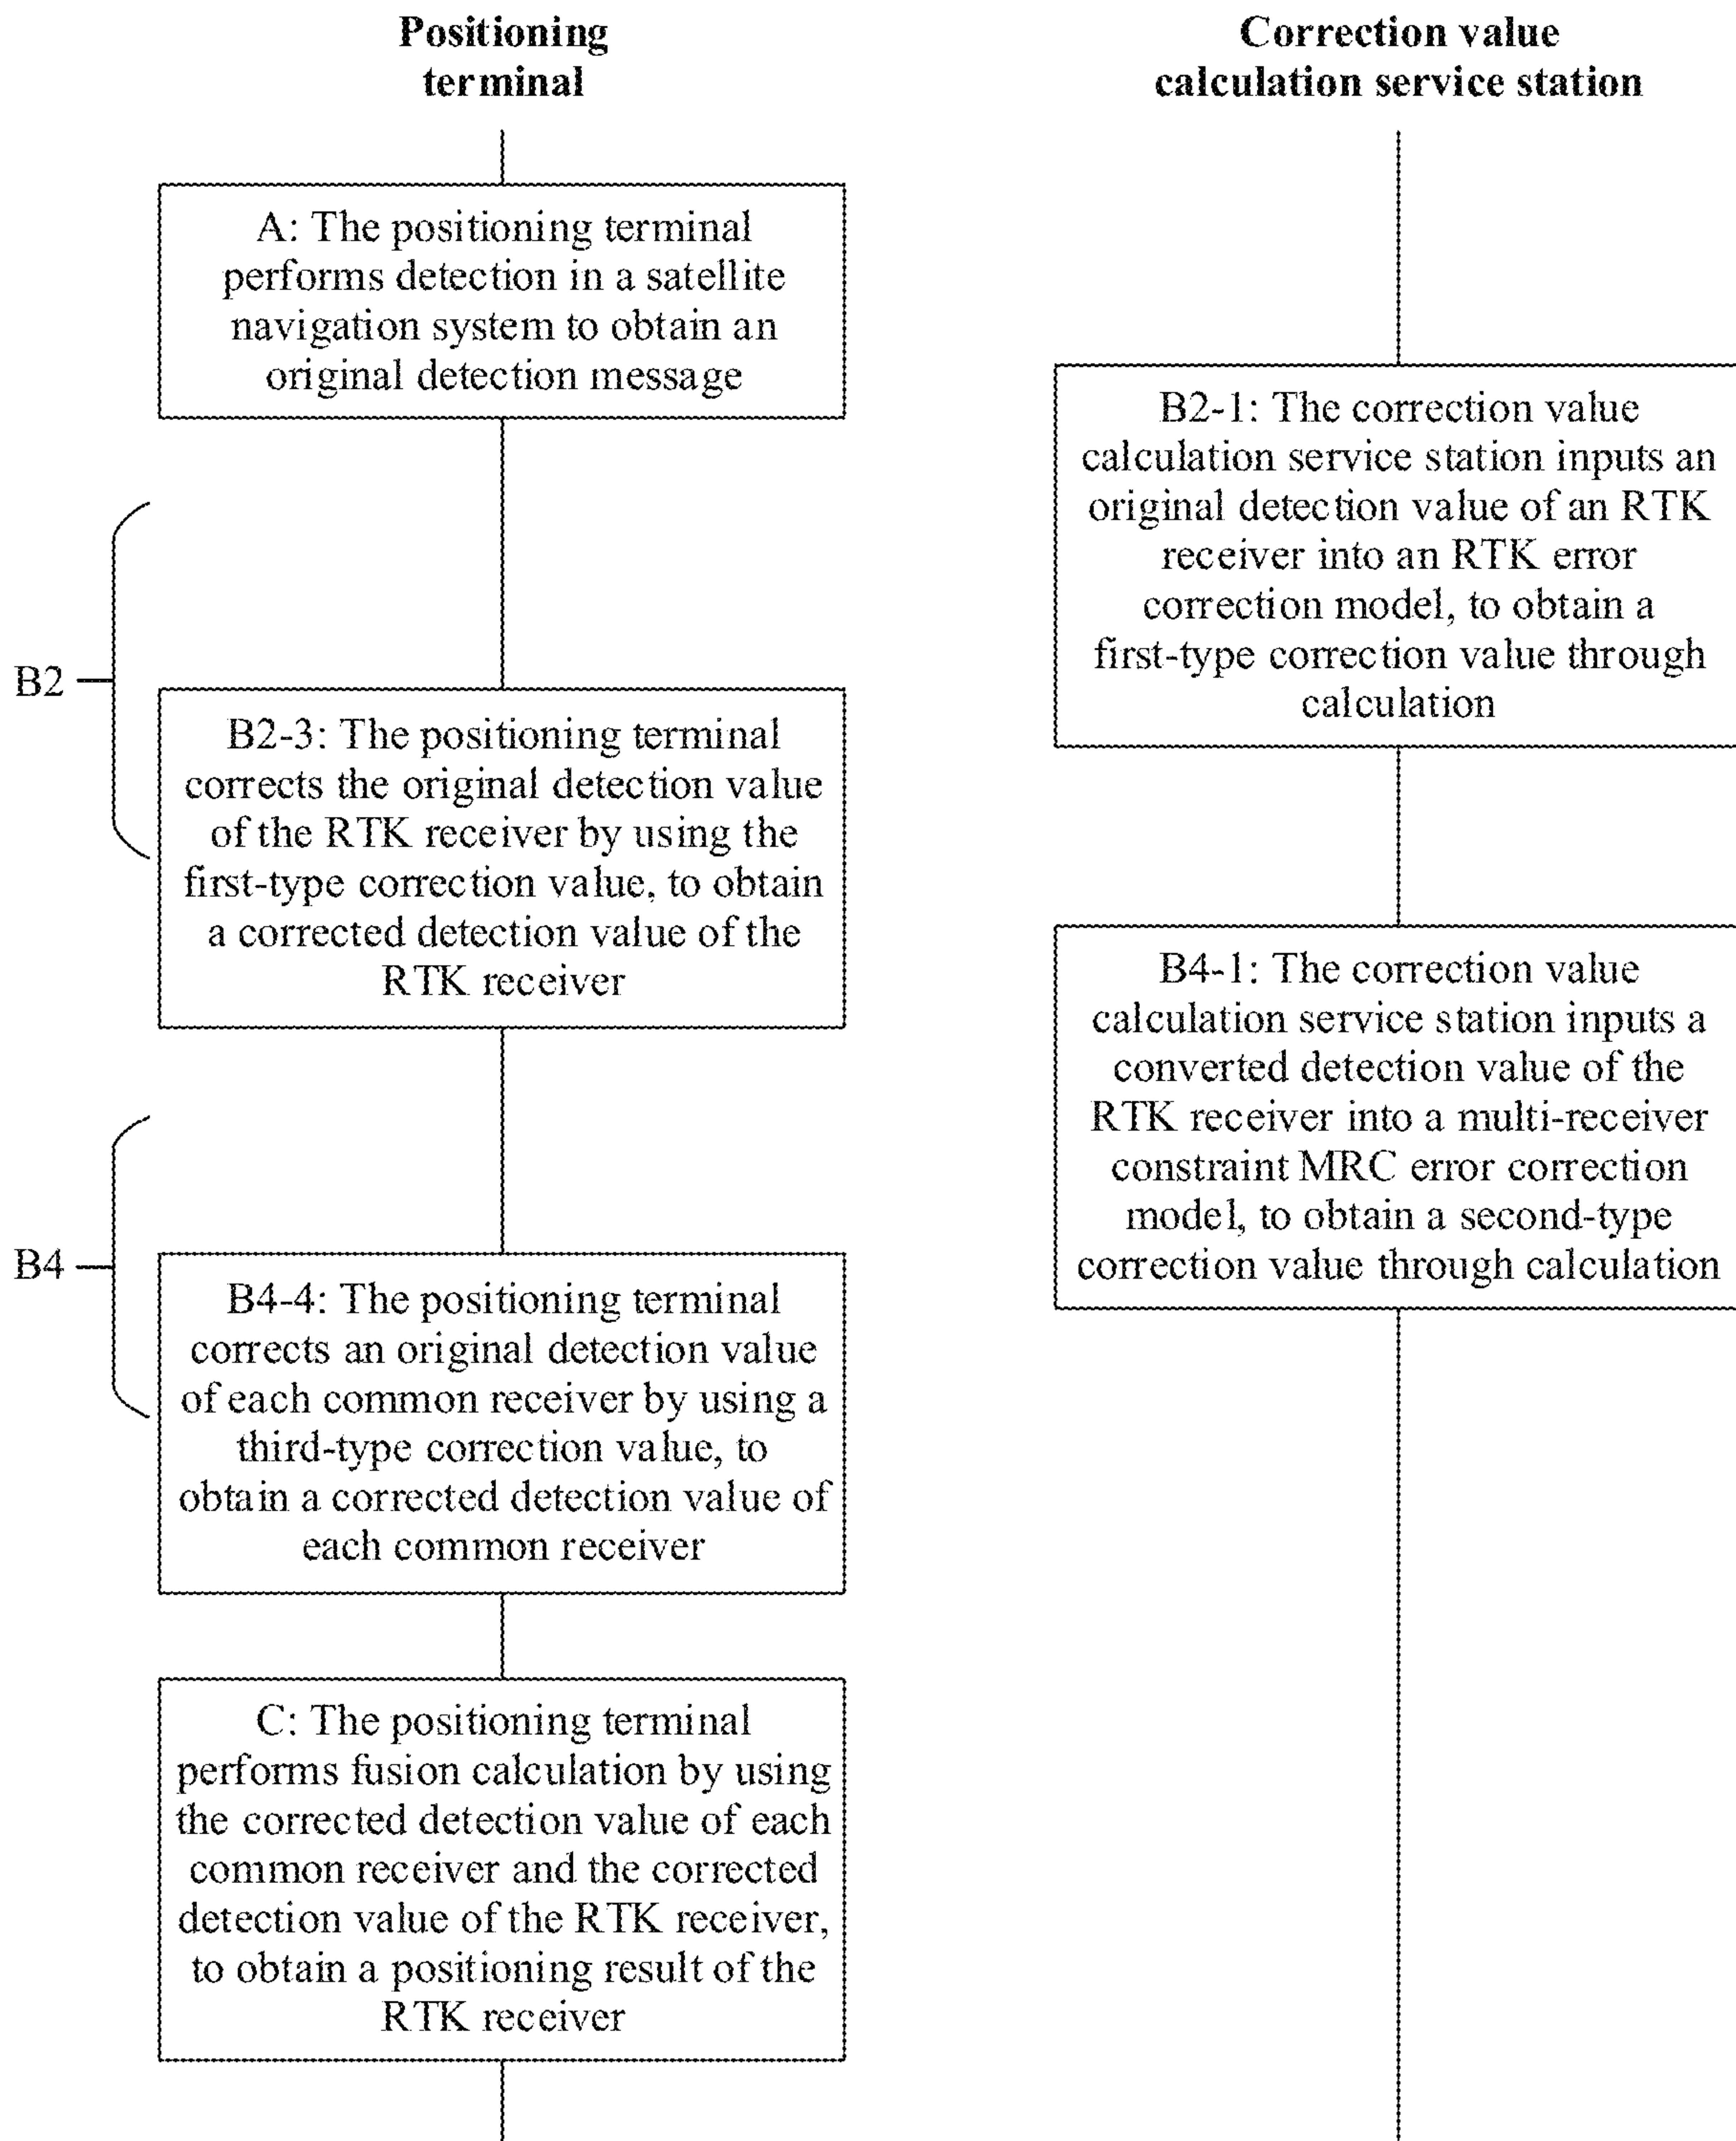 Positioning
terminal
Correction value
calculation service station
A: The positioning terminal
performs detection in a satellite
navigation system to obtain an
original detection message
B2-1: The correction value
calculation service station inputs an
original detection value of an RTK
receiver into an RTK error
correction model, to obtain a
first-type correction value through
calculation
B2
B2-3: The positioning terminal
corrects the original detection value
of the RTK receiver by using the
first-type correction value, to obtain
a corrected detection value of the
RTK receiver
B4-1: The correction value
calculation service station inputs a
converted detection value of the
RTK receiver into a multi-receiver
constraint MRC error correction
model, to obtain a second-type
correction value through calculation
B4
B4-4: The positioning terminal
corrects an original detection value
of each common receiver by using a
third-type correction value, to
obtain a corrected detection value of
each common receiver
C: The positioning terminal
performs fusion calculation by using
the corrected detection value of each
common receiver and the corrected
detection value of the RTK receiver,
to obtain a positioning result of the
RTK receiver